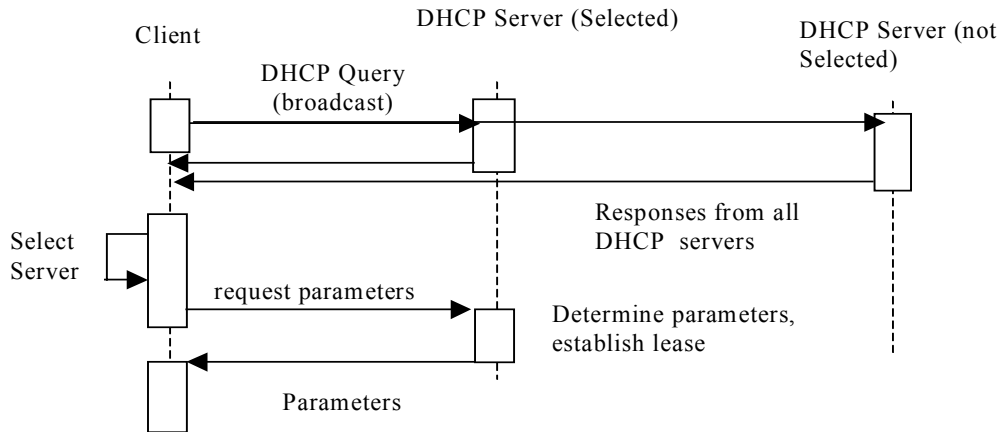 Client
DHCP Server (Selected)
DHCP Server (not
Selected)
DHCP Query
(broadcast)
Responses from all
DHCP servers
Select
Server
request parameters
Determine parameters,
establish lease
Parameters